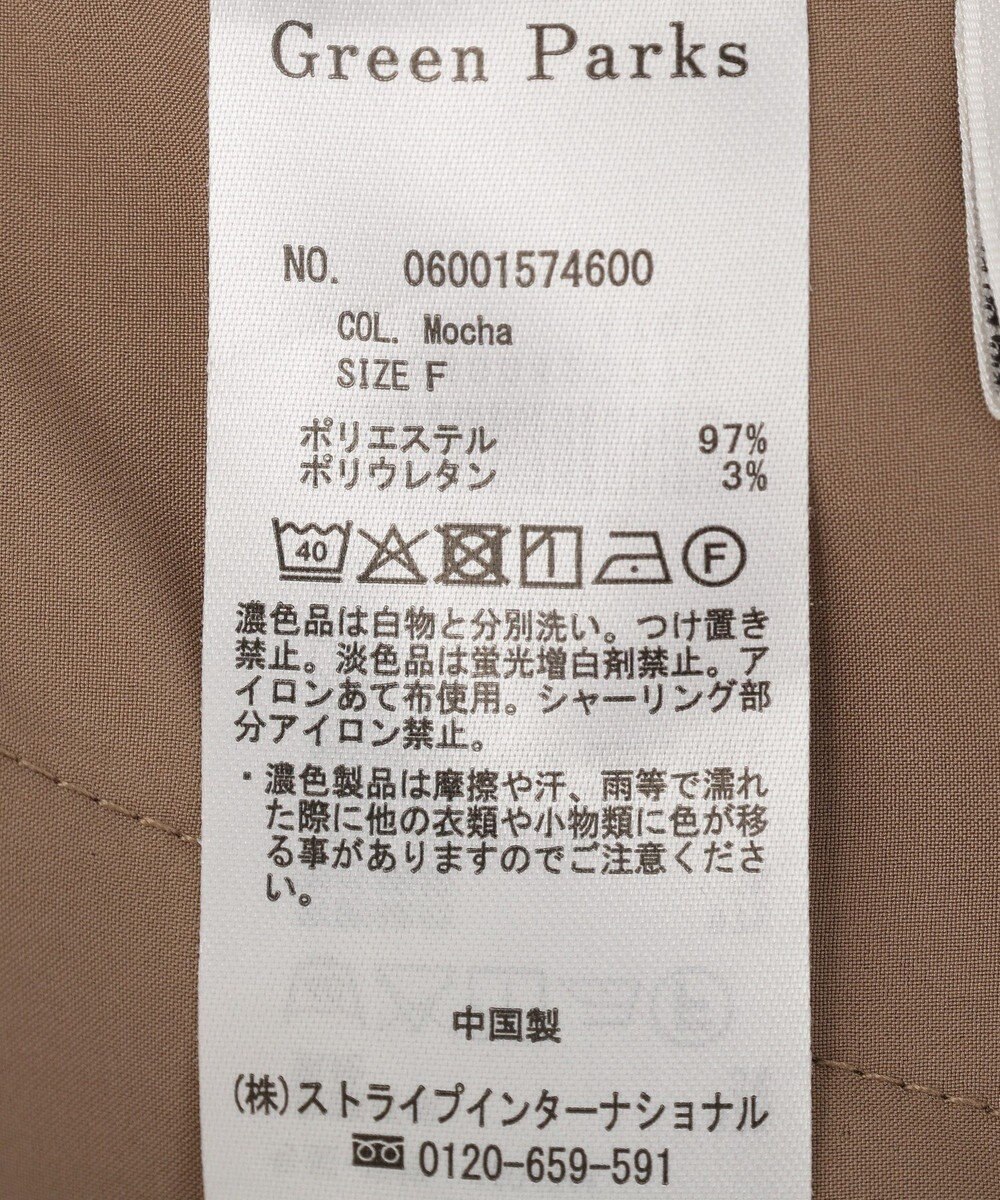 Green Parks
NO. 06001574600
COL. Mocha
SIZE F
ポリエステル 97%
ポリウレタン 3%
40 F
濃色品は白物と分別洗い。つけ置き
禁止。淡色品は蛍光増白剤禁止。ア
イロンあて布使用。シャーリング部
分アイロン禁止。
・濃色製品は摩擦や汗、雨等で濡れ
た際に他の衣類や小物類に色が移
る事がありますのでご注意くださ
い。
中国製
(株)ストライプインターナショナル
0120-659-591